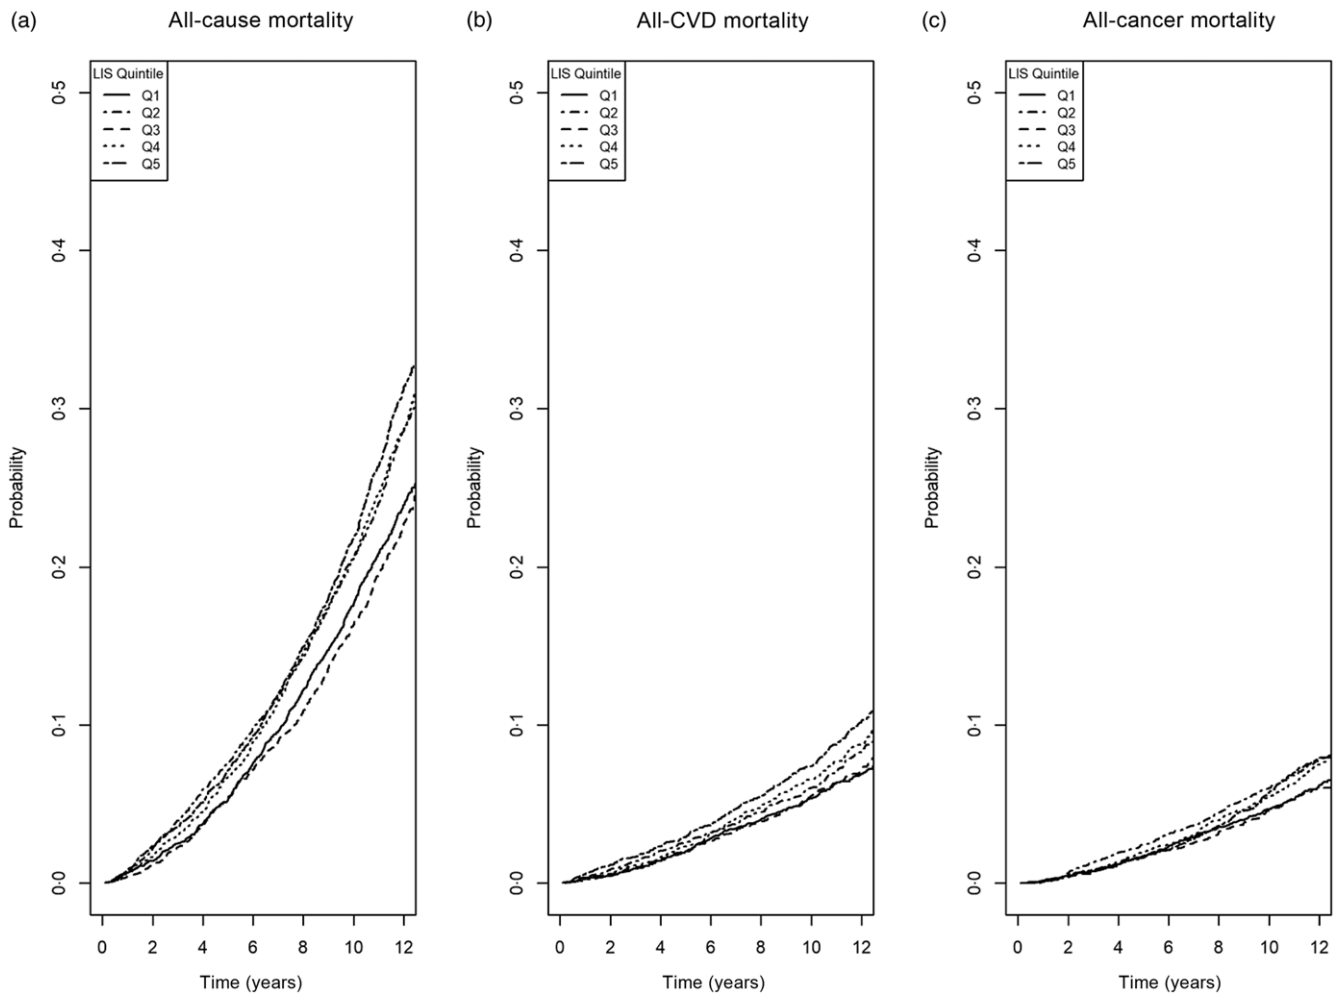 (a) All-cause mortality
LIS Quintile
Q1
Q2
Q3
Q4
Q5
0·5
0·4
0·3
0·2
0·1
0·0
Probability
0 2 4 6 8 10 12
Time (years)
(b) All-CVD mortality
LIS Quintile
Q1
Q2
Q3
Q4
Q5
0·5
0·4
0·3
0·2
0·1
0·0
Probability
0 2 4 6 8 10 12
Time (years)
(c) All-cancer mortality
LIS Quintile
Q1
Q2
Q3
Q4
Q5
0·5
0·4
0·3
0·2
0·1
0·0
Probability
0 2 4 6 8 10 12
Time (years)